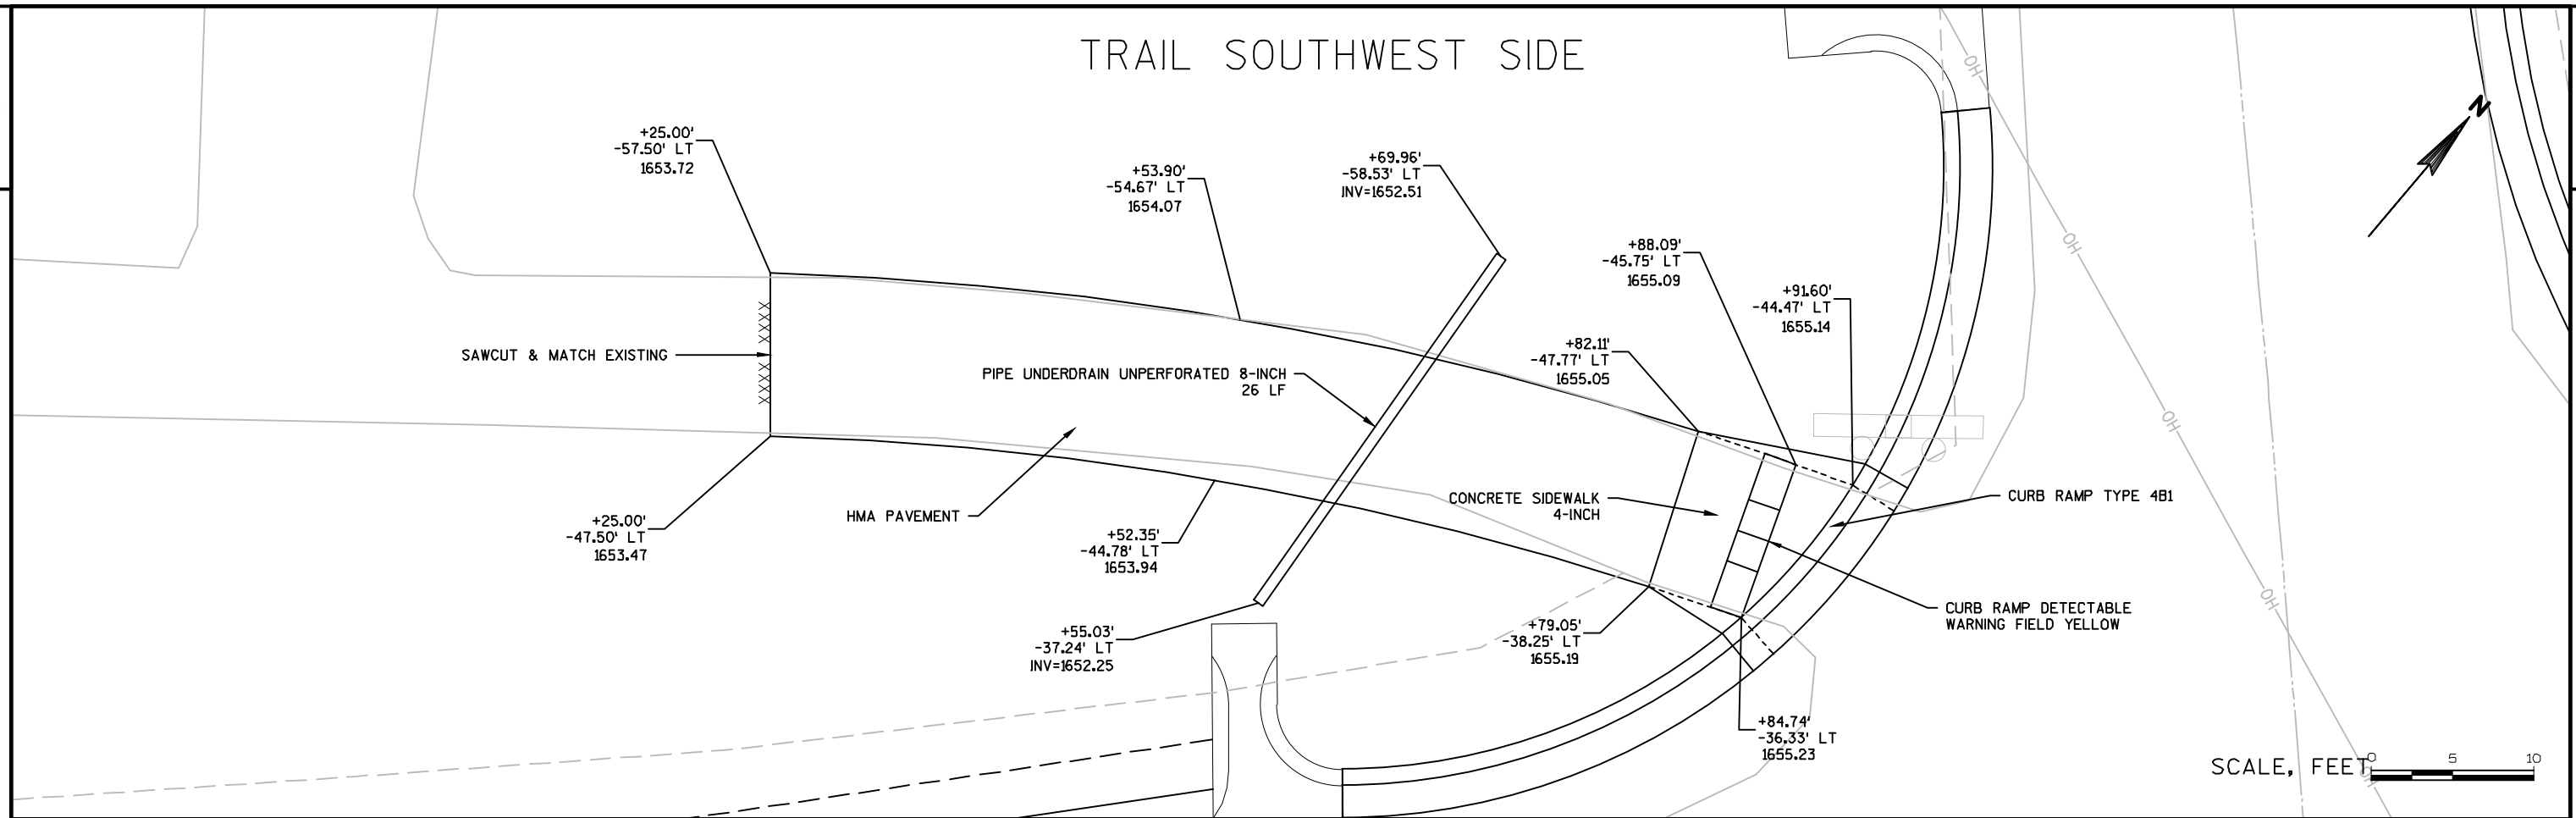 TRAIL SOUTHWEST SIDE
N
+25.00'
-57.50' LT
1653.72
+53.90'
-54.67' LT
1654.07
+69.96'
-58.53' LT
INV=1652.51
+88.09'
-45.75' LT
1655.09
+91.60'
-44.47' LT
1655.14
+82.11'
-47.77' LT
1655.05
SAWCUT & MATCH EXISTING
PIPE UNDERDRAIN UNPERFORATED 8-INCH
26 LF
HMA PAVEMENT
CONCRETE SIDEWALK
4-INCH
CURB RAMP TYPE 4B1
CURB RAMP DETECTABLE
WARNING FIELD YELLOW
+25.00'
-47.50' LT
1653.47
+52.35'
-44.78' LT
1653.94
+55.03'
-37.24' LT
INV=1652.25
+79.05'
-38.25' LT
1655.19
+84.74'
-36.33' LT
1655.23
OH
OH
OH
OH
OH
SCALE, FEET
0 5 10